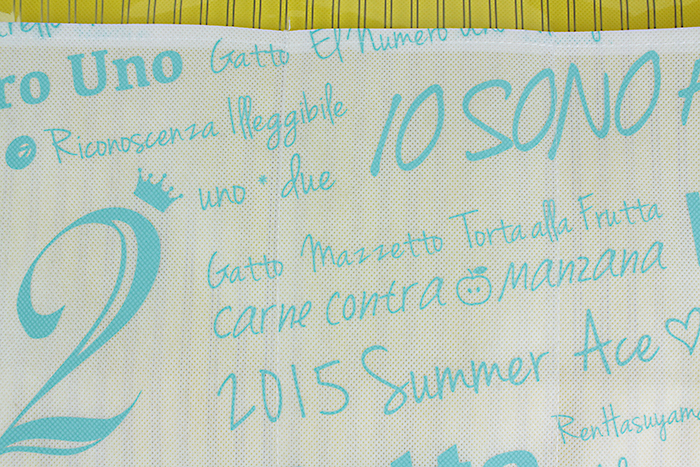 Gatto El Numero
ro Uno
IO SONO
Riconoscenza Illeggibile
uno • due
2
Gatto Mazzetto Torta alla Frutta
carne contra manzana
2015 Summer Ace
RenHasuyama